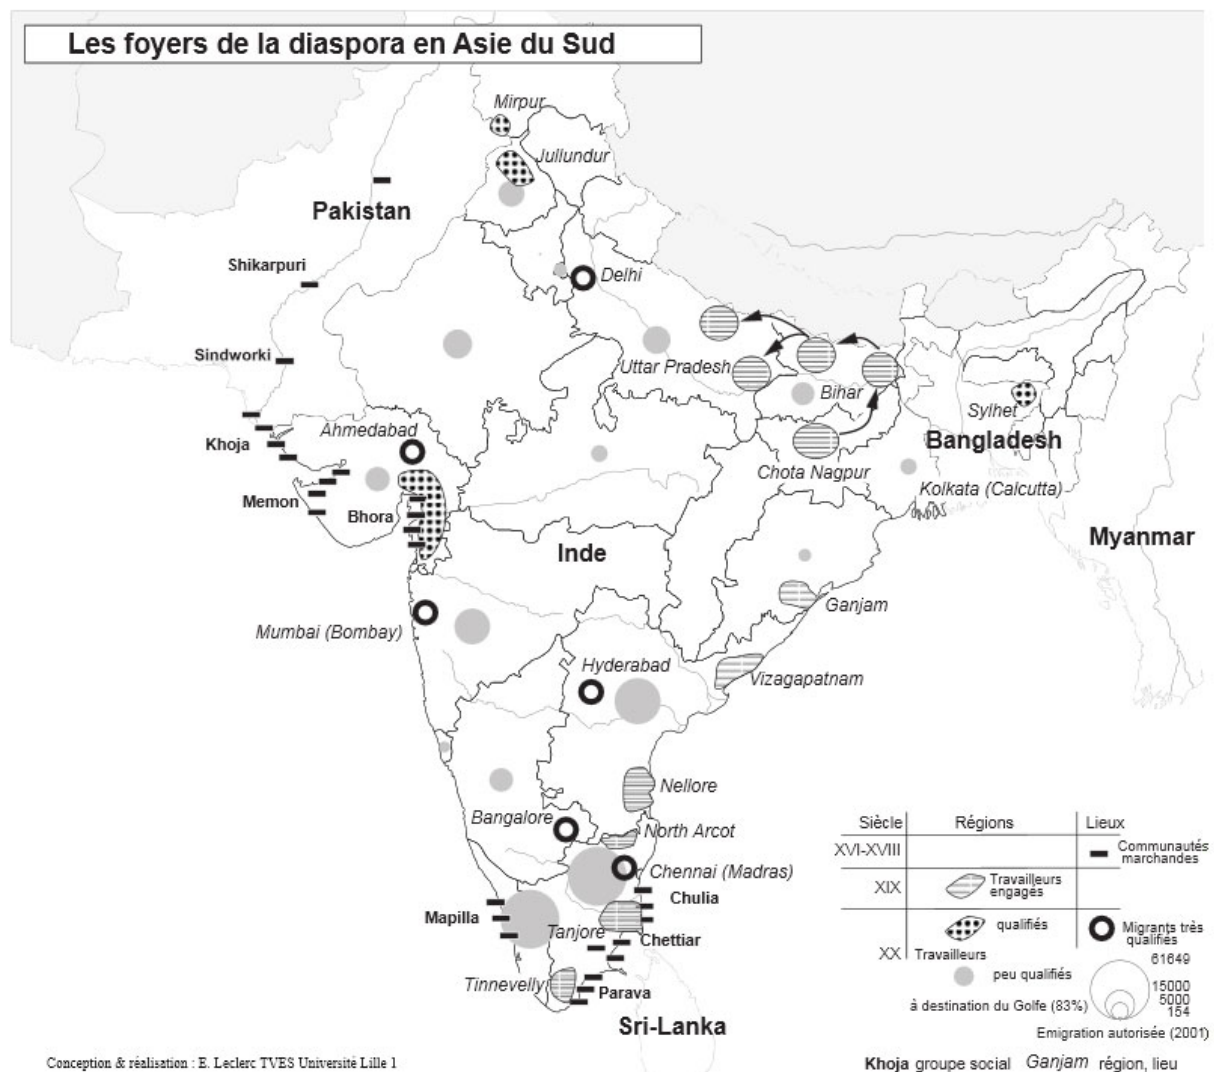 Les foyers de la diaspora en Asie du Sud
Mirpur
Jullundur
Pakistan
Shikarpuri
Delhi
Sindworki
Uttar Pradesh
Bihar
Sylhet
Khoja
Ahmedabad
Bangladesh
Chota Nagpur
Kolkata (Calcutta)
Memon
Bhora
Inde
Myanmar
Ganjam
Mumbai (Bombay)
Hyderabad
Vizagapatnam
Nellore
Bangalore
North Arcot
Chennai (Madras)
Chulia
Mapilla
Tanjore
Chettiar
Tinnevelly
Parava
Sri-Lanka
Siècle Régions Lieux
XVI-XVIII Communautés
marchandes
XIX Travailleurs
engagés
qualifiés Migrants très
qualifiés
XX Travailleurs
peu qualifiés
61649
15000
5000
154
à destination du Golfe (83%)
Emigration autorisée (2001)
Khoja groupe social Ganjam région, lieu
Conception & réalisation : E. Leclerc TVES Université Lille 1